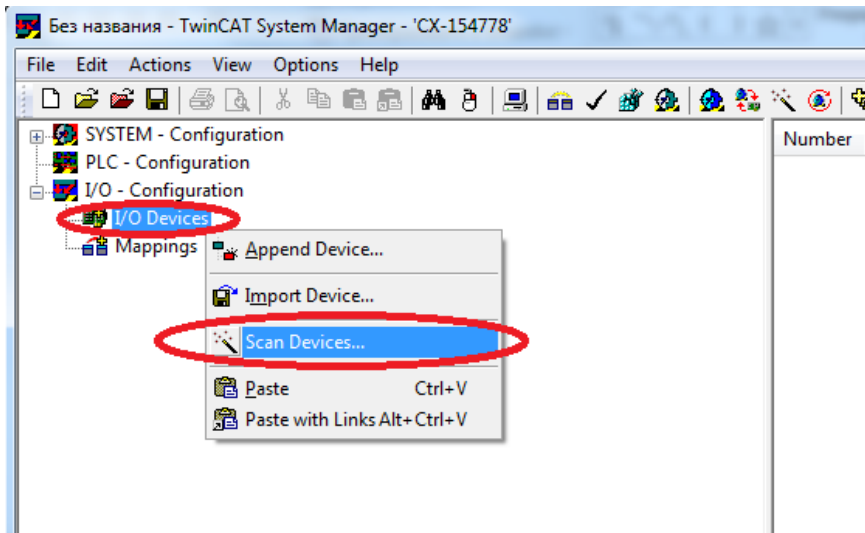 Без названия - TwinCAT System Manager - 'CX-154778'
File Edit Actions View Options Help
SYSTEM - Configuration
Number
PLC - Configuration
I/O - Configuration
I/O Devices
Mappings
Append Device...
Import Device...
Scan Devices...
Paste Ctrl+V
Paste with Links Alt+Ctrl+V